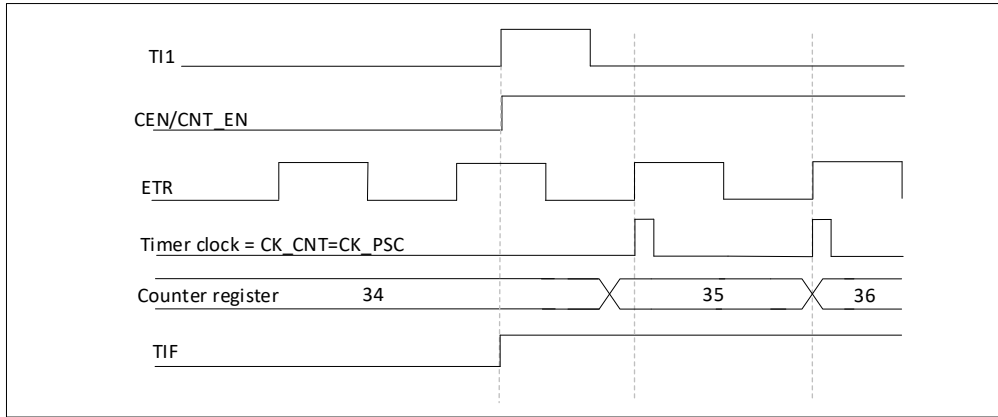 TI1
CEN/CNT_EN
ETR
Timer clock = CK_CNT=CK_PSC
Counter register 34 35 36
TIF